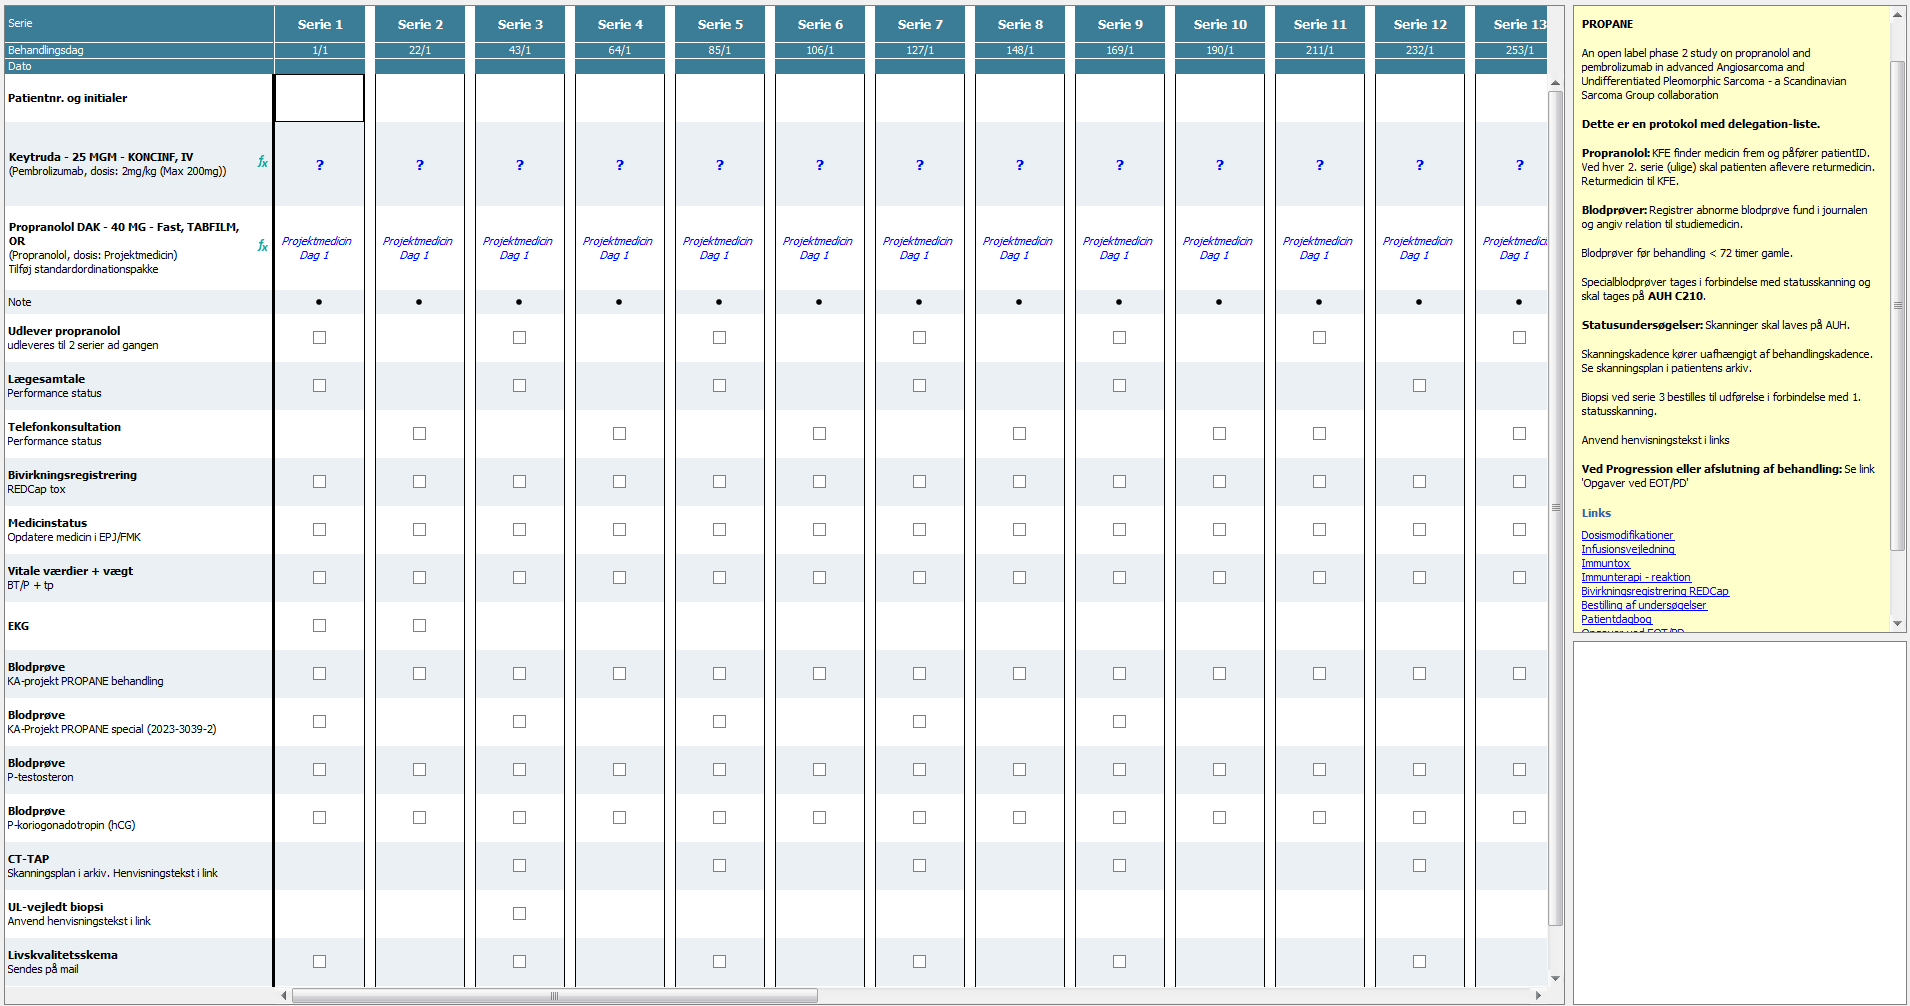 Serie Serie 1 Serie 2 Serie 3 Serie 4 Serie 5 Serie 6 Serie 7 Serie 8 Serie 9 Serie 10 Serie 11 Serie 12 Serie 13
Behandlingsdag 1/1 22/1 43/1 64/1 85/1 106/1 127/1 148/1 169/1 190/1 211/1 232/1 253/1
Dato
Patientnr. og initialer
Keytruda - 25 MGM - KONCINF, IV
(Pembrolizumab, dosis: 2mg/kg (Max 200mg))
fx ? ? ? ? ? ? ? ? ? ? ? ? ?
Propranolol DAK - 40 MG - Fast, TABFILM,
OR
(Propranolol, dosis: Projektmedicin)
Tilføj standardordinationspakke
fx Projektmedicin Projektmedicin Projektmedicin Projektmedicin Projektmedicin Projektmedicin Projektmedicin Projektmedicin Projektmedicin Projektmedicin Projektmedicin Projektmedicin Projektmedicin
Dag 1 Dag 1 Dag 1 Dag 1 Dag 1 Dag 1 Dag 1 Dag 1 Dag 1 Dag 1 Dag 1 Dag 1 Dag 1
Note • • • • • • • • • • • • •
Udlever propranolol
udleveres til 2 serier ad gangen
Lægesamtale
Performance status
Telefonkonsultation
Performance status
Bivirkningsregistrering
REDCap tox
Medicinstatus
Opdatere medicin i EPJ/FMK
Vitale værdier + vægt
BT/P + tp
EKG
Blodprøve
KA-projekt PROPANE behandling
Blodprøve
KA-Projekt PROPANE special (2023-3039-2)
Blodprøve
P-testosteron
Blodprøve
P-koriogonadotropin (hCG)
CT-TAP
Skanningsplan i arkiv. Henvisningstekst i link
UL-vejledt biopsi
Anvend henvisningstekst i link
Livskvalitetsskema
Sendes på mail
PROPANE
An open label phase 2 study on propranolol and
pembrolizumab in advanced Angiosarcoma and
Undifferentiated Pleomorphic Sarcoma - a Scandinavian
Sarcoma Group collaboration
Dette er en protokol med delegation-liste.
Propranolol: KFE finder medicin frem og påfører patientID.
Ved hver 2. serie (ulige) skal patienten aflevere returmedicin.
Returmedicin til KFE.
Blodprøver: Registrer abnorme blodprøve fund i journalen
og angiv relation til studiemedicin.
Blodprøver før behandling < 72 timer gamle.
Specialblodprøver tages i forbindelse med statusskanning og
skal tages på AUH C210.
Statusundersøgelser: Skanninger skal laves på AUH.
Skanningskadence kører uafhængigt af behandlingskadence.
Se skanningsplan i patientens arkiv.
Biopsi ved serie 3 bestilles til udførelse i forbindelse med 1.
statusskanning.
Anvend henvisningstekst i links
Ved Progression eller afslutning af behandling: Se link
'Opgaver ved EOT/PD'
Links
Dosismodifikationer
Infusionsvejledning
Immuntox
Immunterapi - reaktion
Bivirkningsregistrering REDCap
Bestilling af undersøgelser
Patientdagbog
Opgaver ved EOT/PD